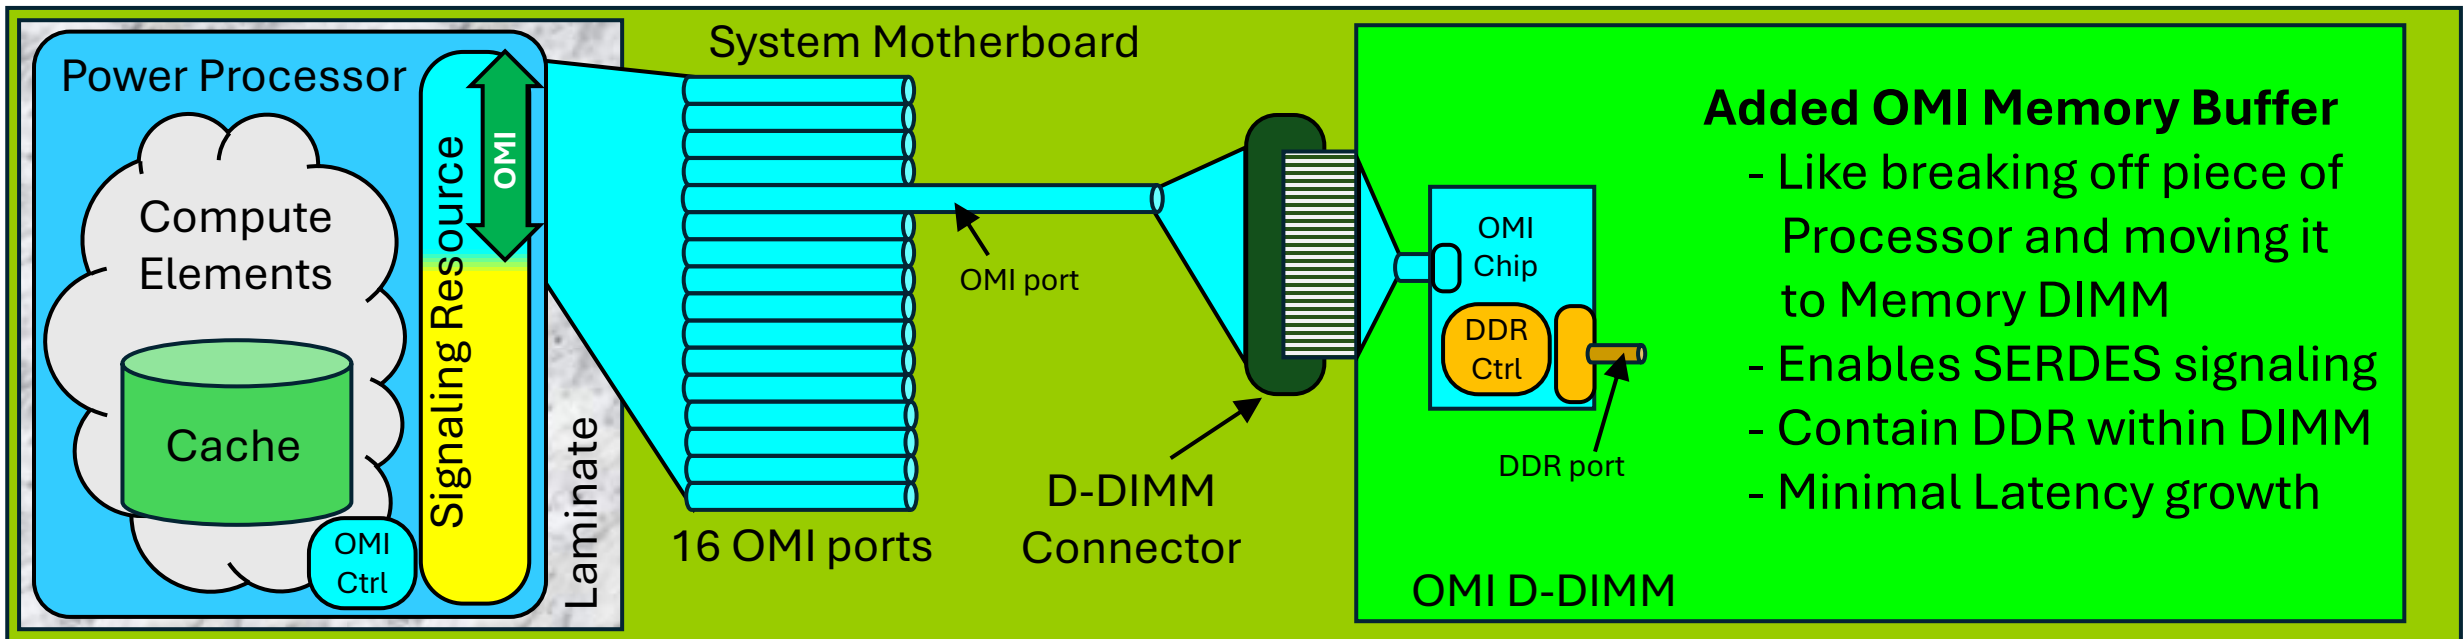 Power Processor
Compute
Elements
Cache
OMI
Ctrl
Signaling Resource
OMI
Laminate
System Motherboard
16 OMI ports
OMI port
D-DIMM
Connector
OMI
Chip
DDR
Ctrl
DDR port
OMI D-DIMM
Added OMI Memory Buffer
- Like breaking off piece of
Processor and moving it
to Memory DIMM
- Enables SERDES signaling
- Contain DDR within DIMM
- Minimal Latency growth